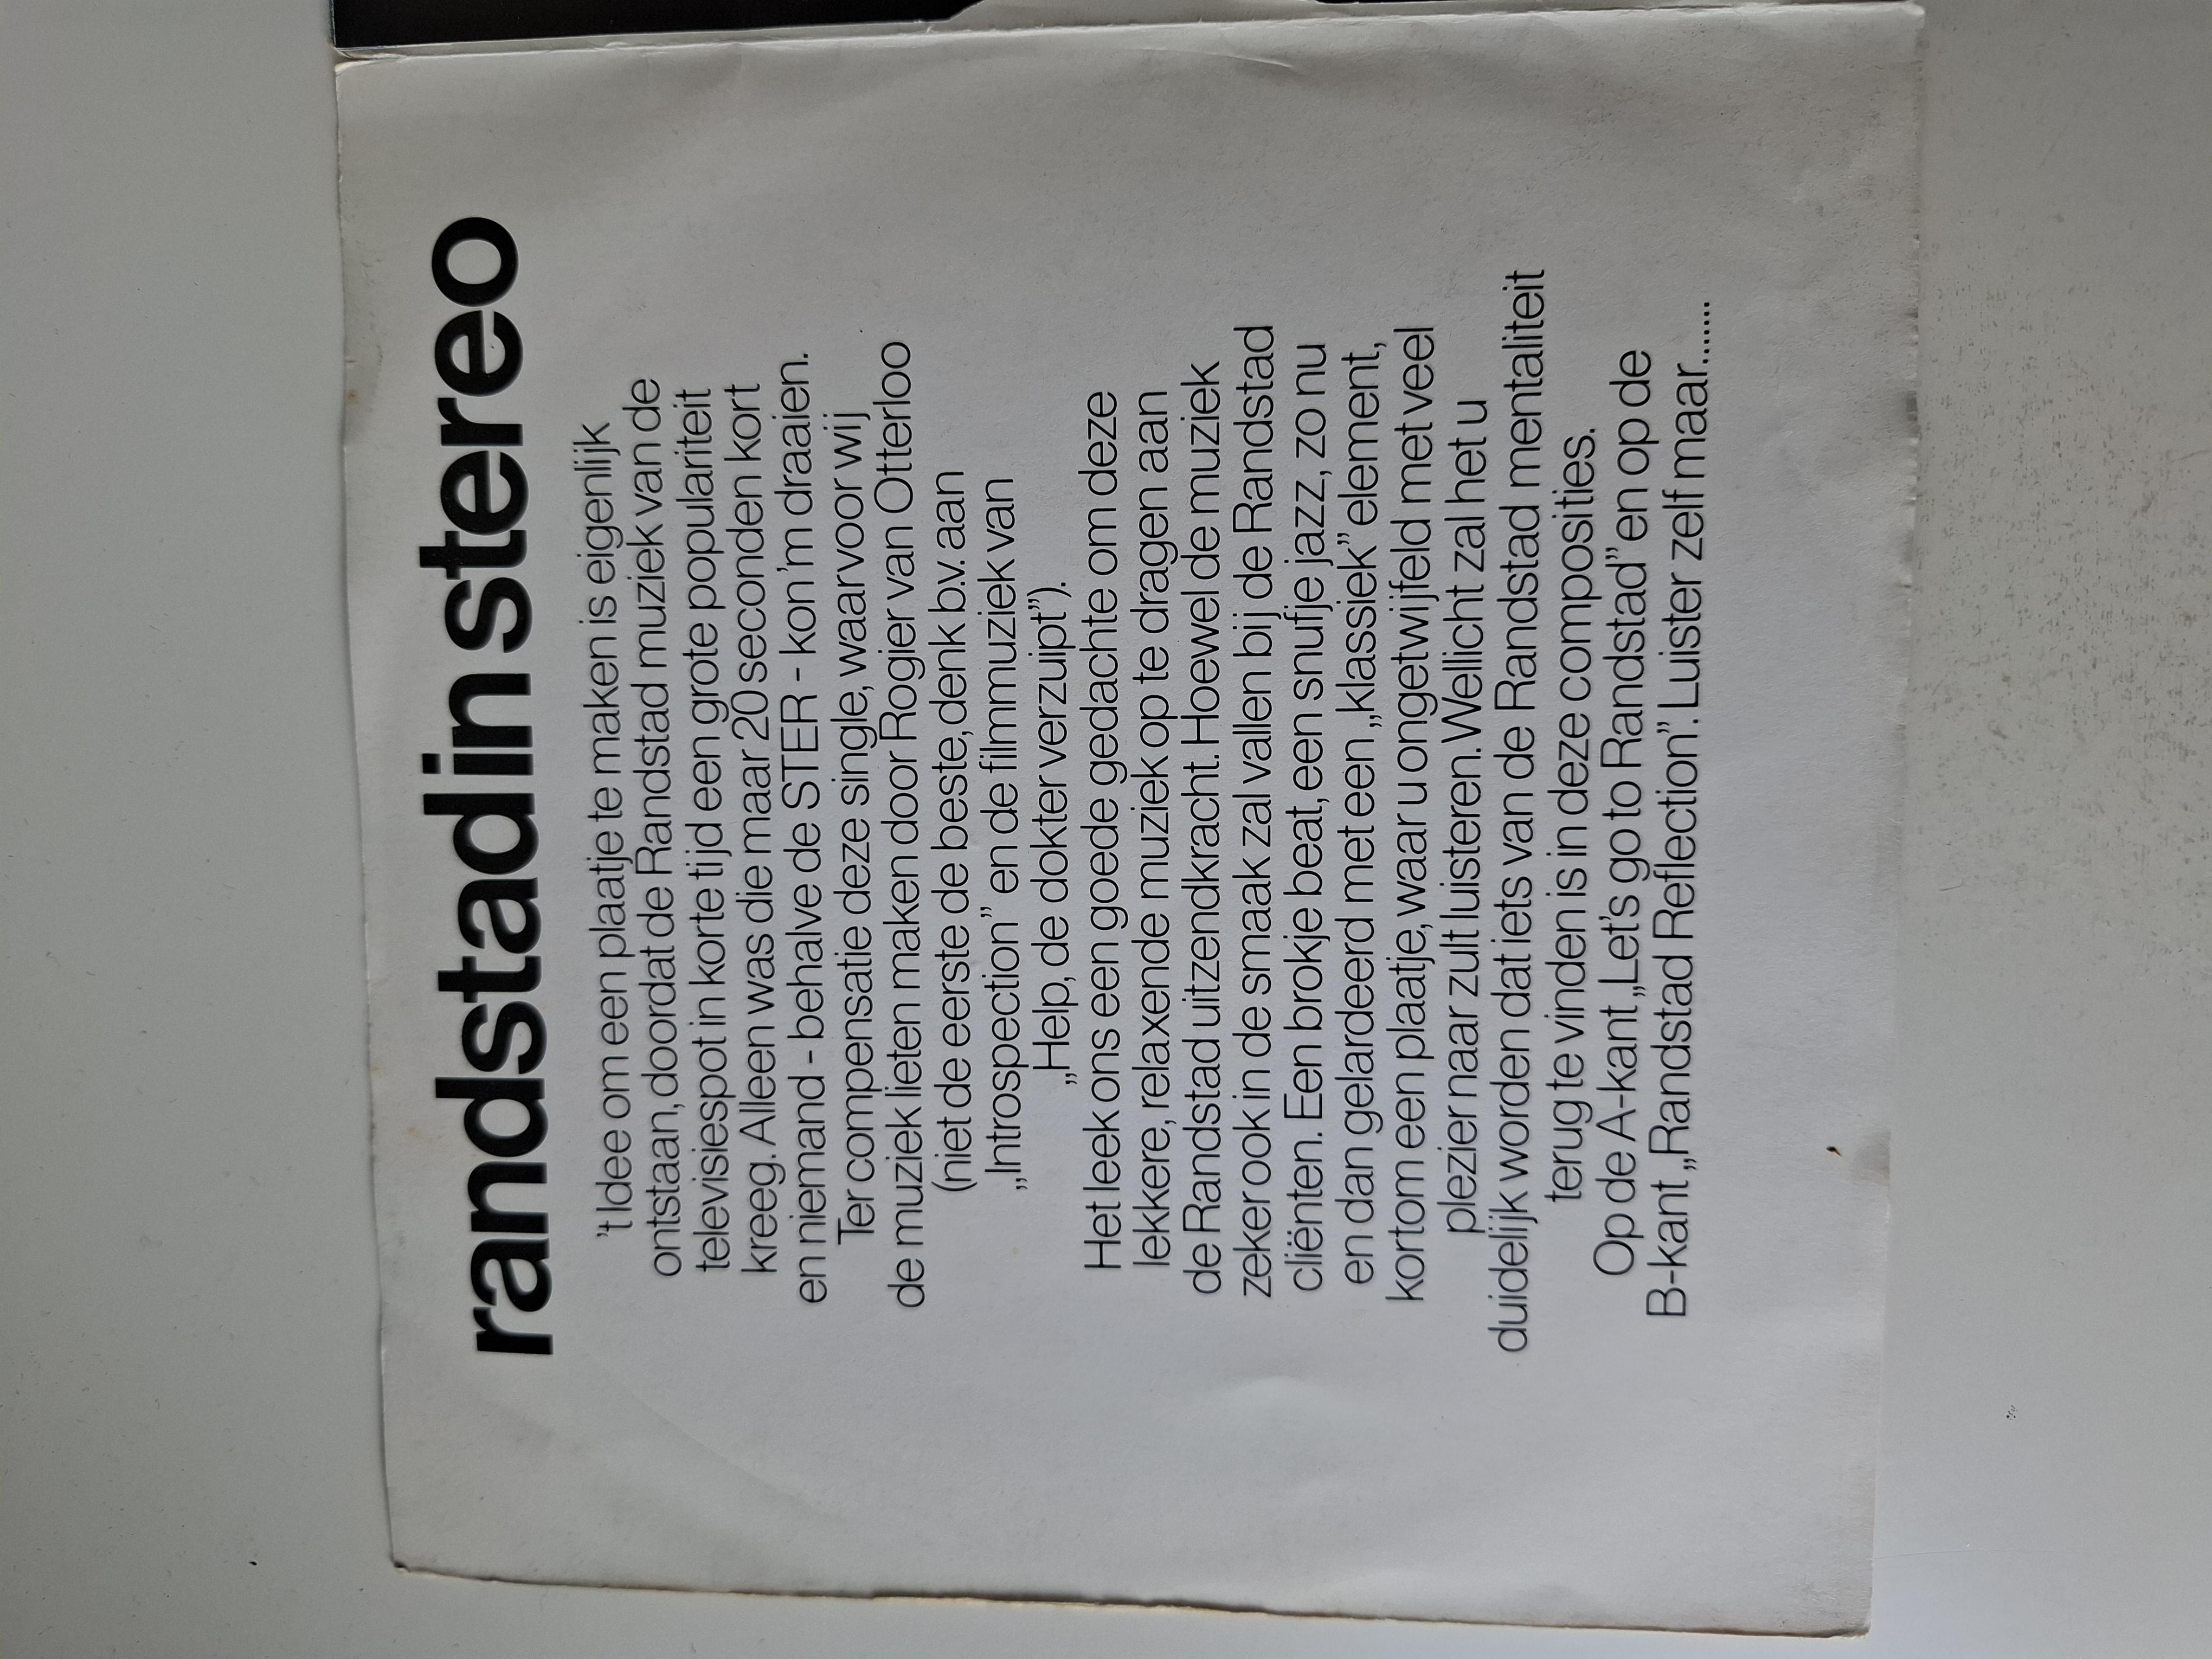 randstad in stereo
't Idee om een plaatje te maken is eigenlijk
ontstaan, doordat de Randstad muziek van de
televisiespot in korte tijd een grote populariteit
kreeg. Alleen was die maar 20 seconden kort
en niemand - behalve de STER - kon 'm draaien.
Ter compensatie deze single, waarvoor wij
de muziek lieten maken door Rogier van Otterloo
(niet de eerste de beste, denk b.v. aan
„Introspection” en de filmmuziek van
„Help, de dokter verzuipt”).
Het leek ons een goede gedachte om deze
lekkere, relaxende muziek op te dragen aan
de Randstad uitzendkracht. Hoewel de muziek
zeker ook in de smaak zal vallen bij de Randstad
cliënten. Een brokje beat, een snufje jazz, zo nu
en dan gelardeerd met een „klassiek” element,
kortom een plaatje, waar u ongetwijfeld met veel
plezier naar zult luisteren. Wellicht zal het u
duidelijk worden dat iets van de Randstad mentaliteit
terug te vinden is in deze composities.
Op de A-kant „Let's go to Randstad” en op de
B-kant „Randstad Reflection”. Luister zelf maar......